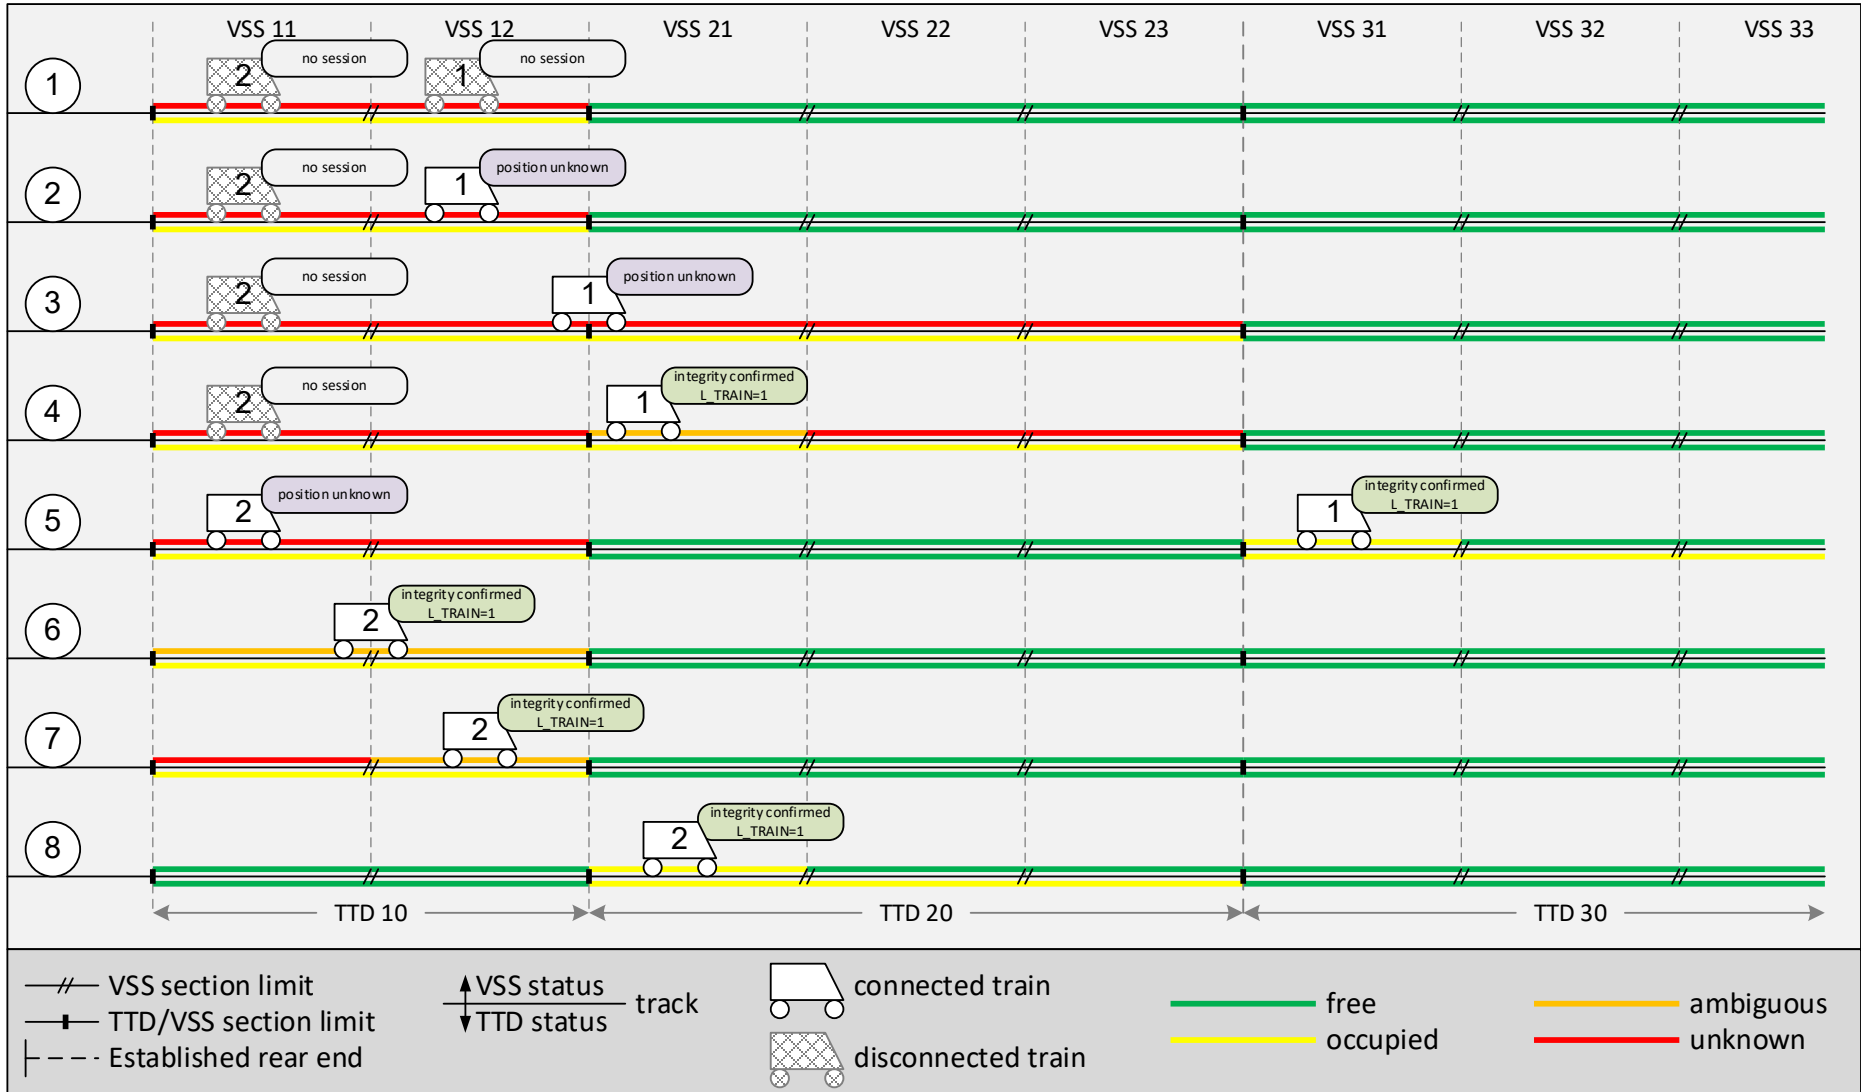 VSS 11 VSS 12 VSS 21 VSS 22 VSS 23 VSS 31 VSS 32 VSS 33
1 2 no session 1 no session
2 2 no session 1 position unknown
3 2 no session 1 position unknown
4 2 no session 1 integrity confirmed
L_TRAIN=1
5 2 position unknown 1 integrity confirmed
L_TRAIN=1
6 2 integrity confirmed
L_TRAIN=1
7 2 integrity confirmed
L_TRAIN=1
8 2 integrity confirmed
L_TRAIN=1
TTD 10 TTD 20 TTD 30
VSS section limit
TTD/VSS section limit
Established rear end
VSS status
TTD status
track
connected train
disconnected train
free
occupied
ambiguous
unknown